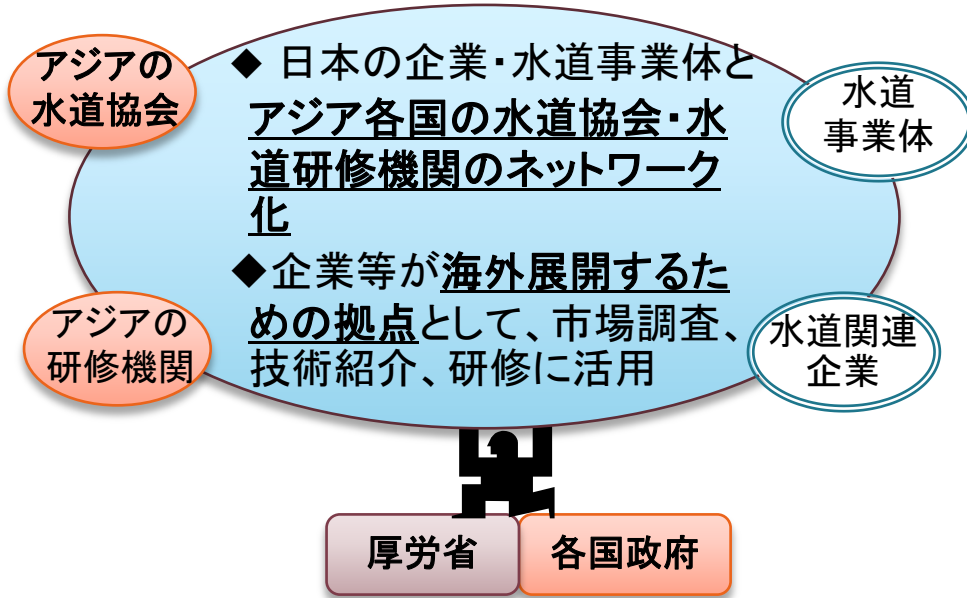 アジアの
水道協会
◆ 日本の企業・水道事業体と
アジア各国の水道協会・水
道研修機関のネットワーク
化
◆企業等が海外展開するた
めの拠点として、市場調査、
技術紹介、研修に活用
水道
事業体
アジアの
研修機関
水道関連
企業
厚労省
各国政府